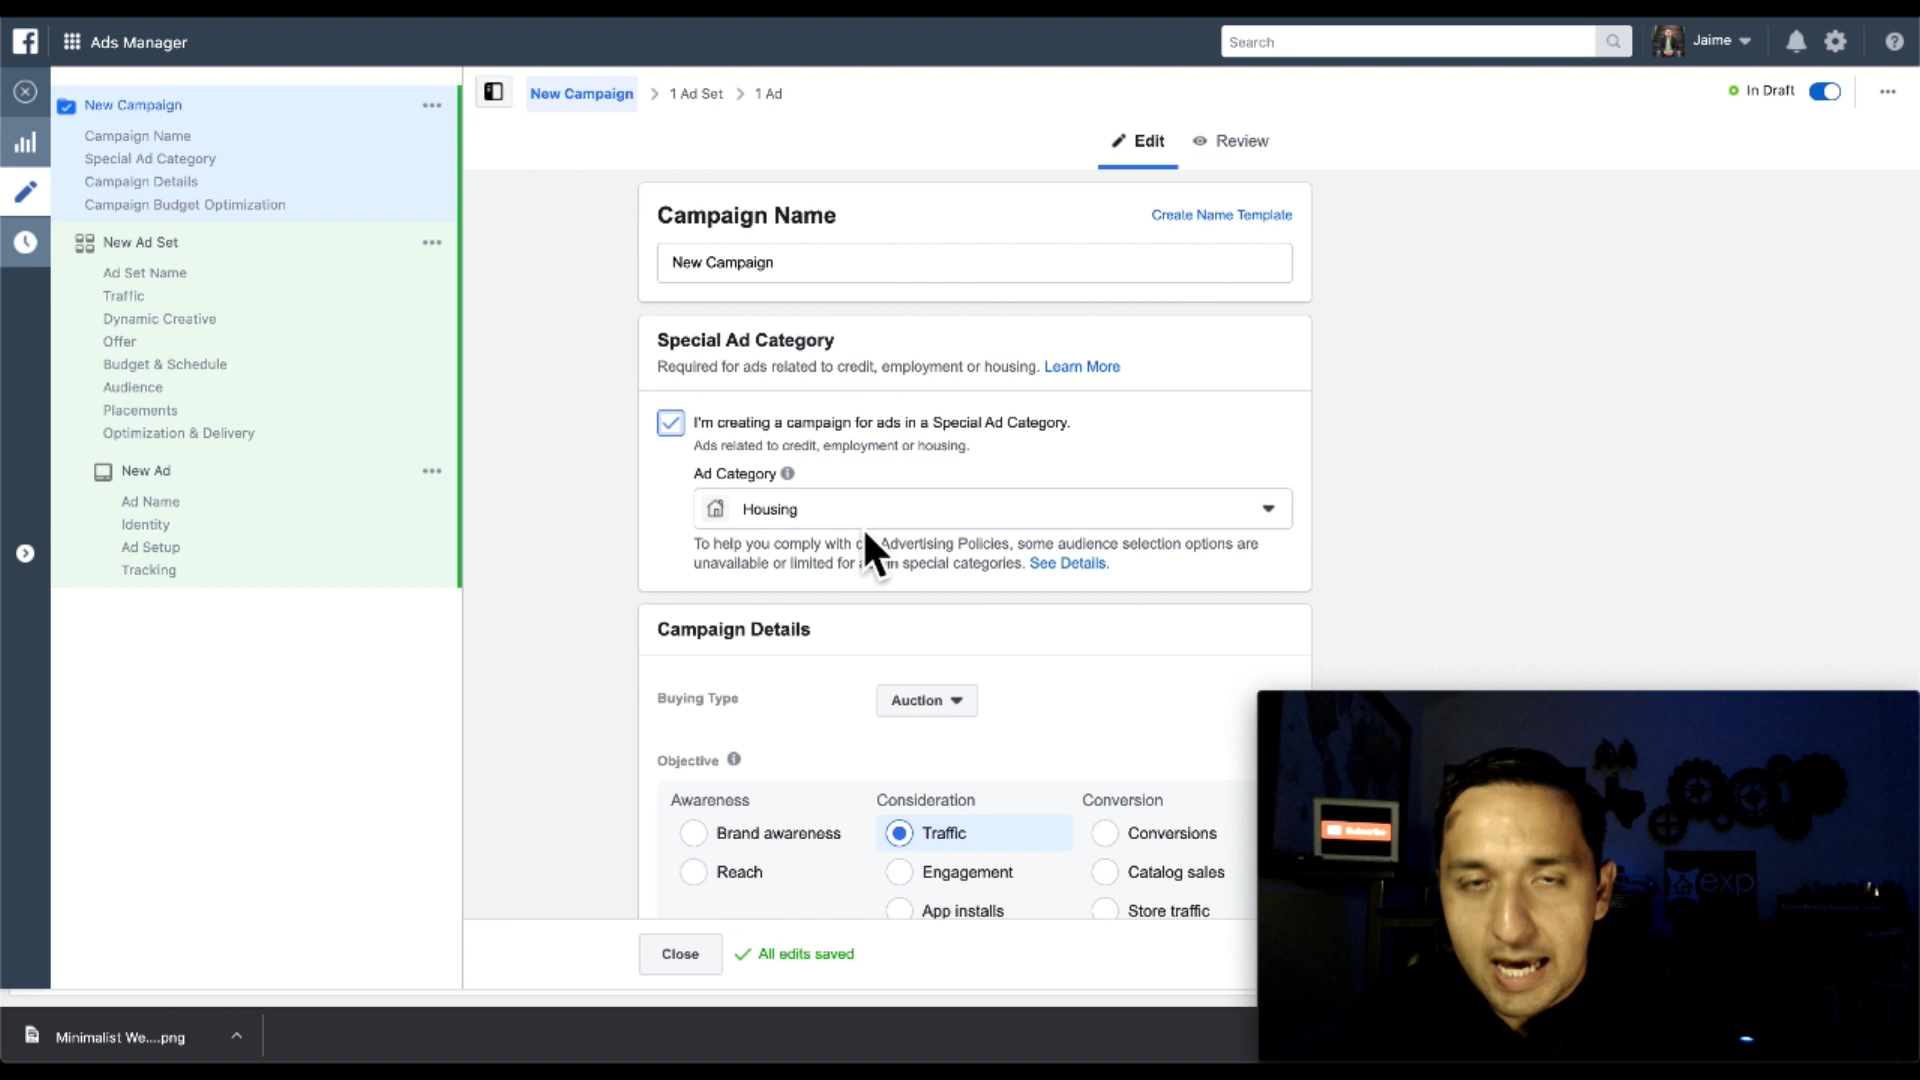 Ads Manager
Search
Jaime
New Campaign
Campaign Name
Special Ad Category
Campaign Details
Campaign Budget Optimization
New Ad Set
Ad Set Name
Traffic
Dynamic Creative
Offer
Budget & Schedule
Audience
Placements
Optimization & Delivery
New Ad
Ad Name
Identity
Ad Setup
Tracking
New Campaign 1 Ad Set 1 Ad
In Draft
Edit Review
Campaign Name
Create Name Template
New Campaign
Special Ad Category
Required for ads related to credit, employment or housing. Learn More
I'm creating a campaign for ads in a Special Ad Category.
Ads related to credit, employment or housing.
Ad Category
Housing
To help you comply with Advertising Policies, some audience selection options are
unavailable or limited for special categories. See Details.
Campaign Details
Buying Type
Auction
Objective
Awareness Consideration Conversion
Brand awareness Traffic Conversions
Reach Engagement Catalog sales
App installs Store traffic
Close
All edits saved
Subscribe
exp
Minimalist We....png